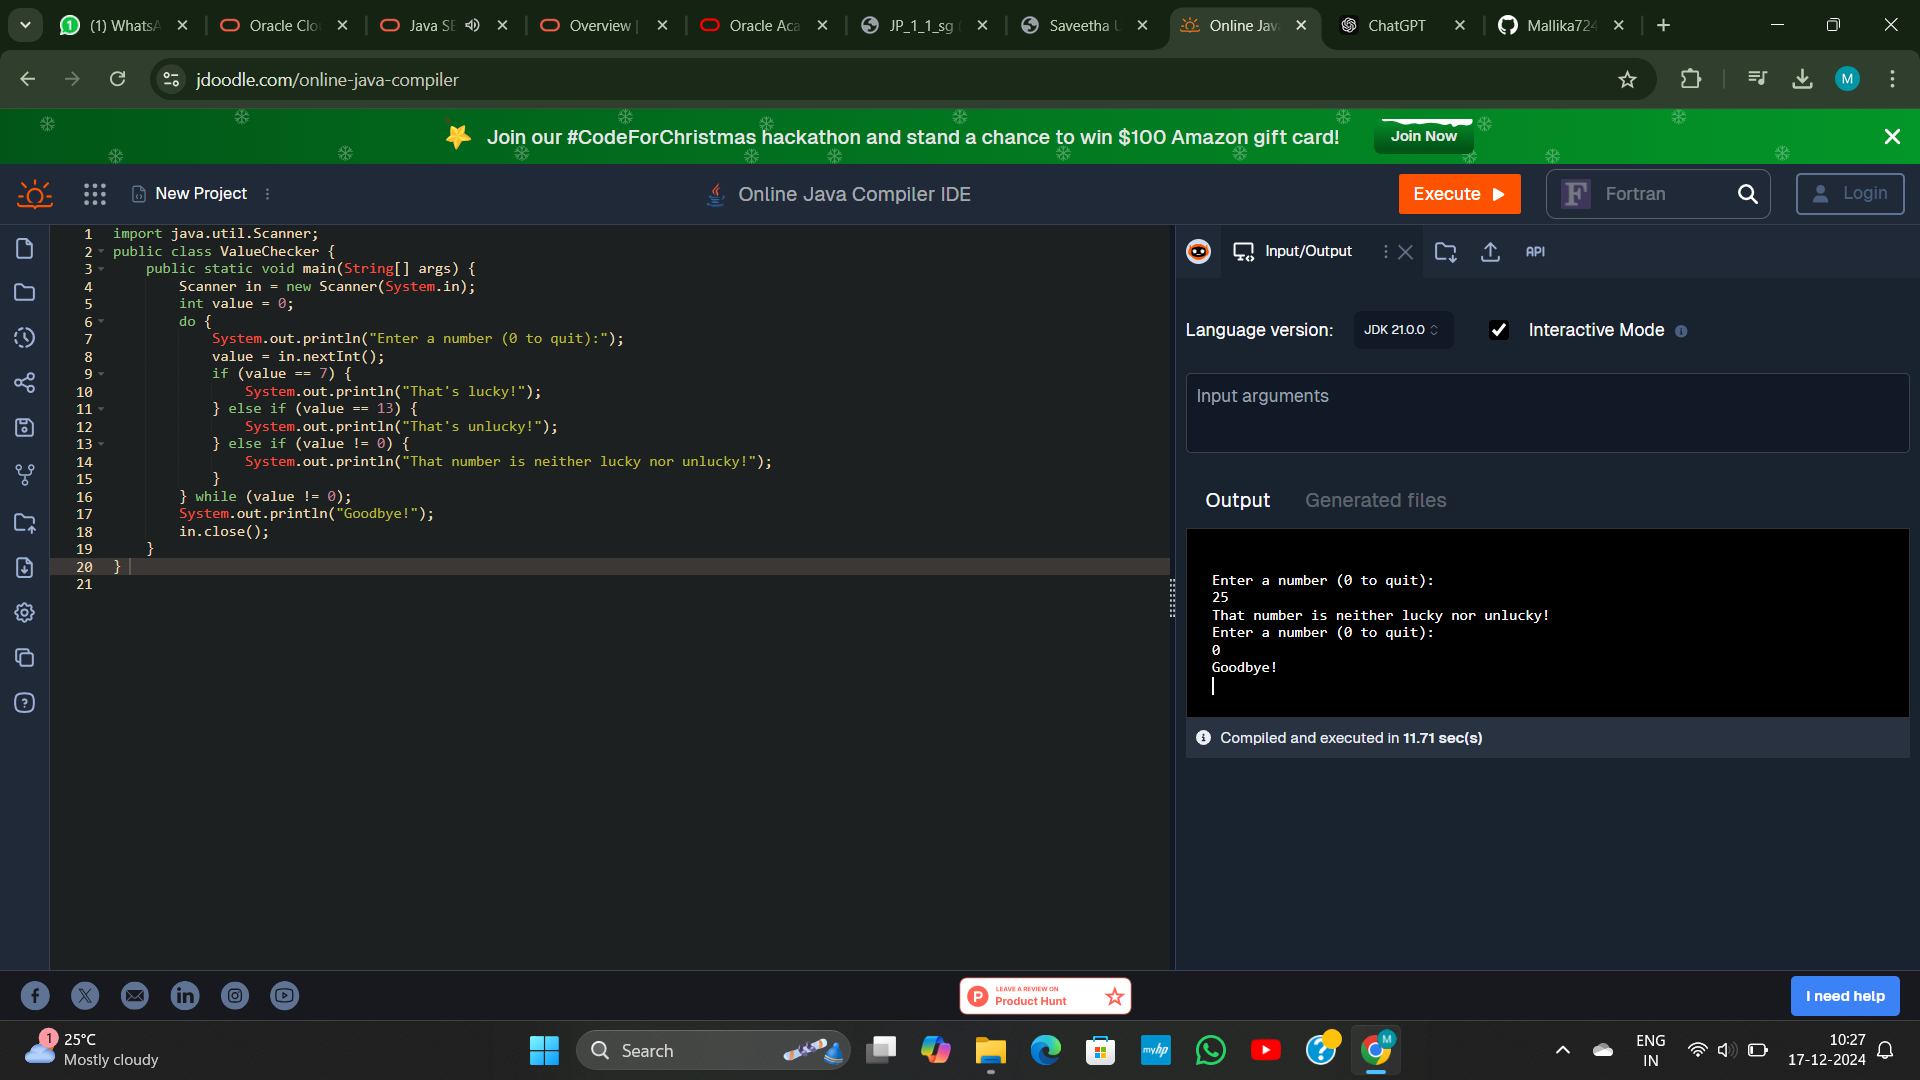 (1) WhatsA
Oracle Clo
Java SE
Overview |
Oracle Aca
JP_1_1_sg
Saveetha U
Online Jav
ChatGPT
Mallika724
jdoodle.com/online-java-compiler
M
Join our #CodeForChristmas hackathon and stand a chance to win $100 Amazon gift card!
Join Now
New Project
Online Java Compiler IDE
Execute
F
Fortran
Login
1 import java.util.Scanner;
2 public class ValueChecker {
3 public static void main(String[] args) {
4 Scanner in = new Scanner(System.in);
5 int value = 0;
6 do {
7 System.out.println("Enter a number (0 to quit):");
8 value = in.nextInt();
9 if (value == 7) {
10 System.out.println("That's lucky!");
11 } else if (value == 13) {
12 System.out.println("That's unlucky!");
13 } else if (value != 0) {
14 System.out.println("That number is neither lucky nor unlucky!");
15 }
16 } while (value != 0);
17 System.out.println("Goodbye!");
18 in.close();
19 }
20 }
21
Input/Output
API
Language version:
JDK 21.0.0
Interactive Mode
Input arguments
Output
Generated files
Enter a number (0 to quit):
25
That number is neither lucky nor unlucky!
Enter a number (0 to quit):
0
Goodbye!
Compiled and executed in 11.71 sec(s)
P
LEAVE A REVIEW ON
Product Hunt
I need help
1
25°C
Mostly cloudy
Search
myhp
M
ENG
IN
10:27
17-12-2024